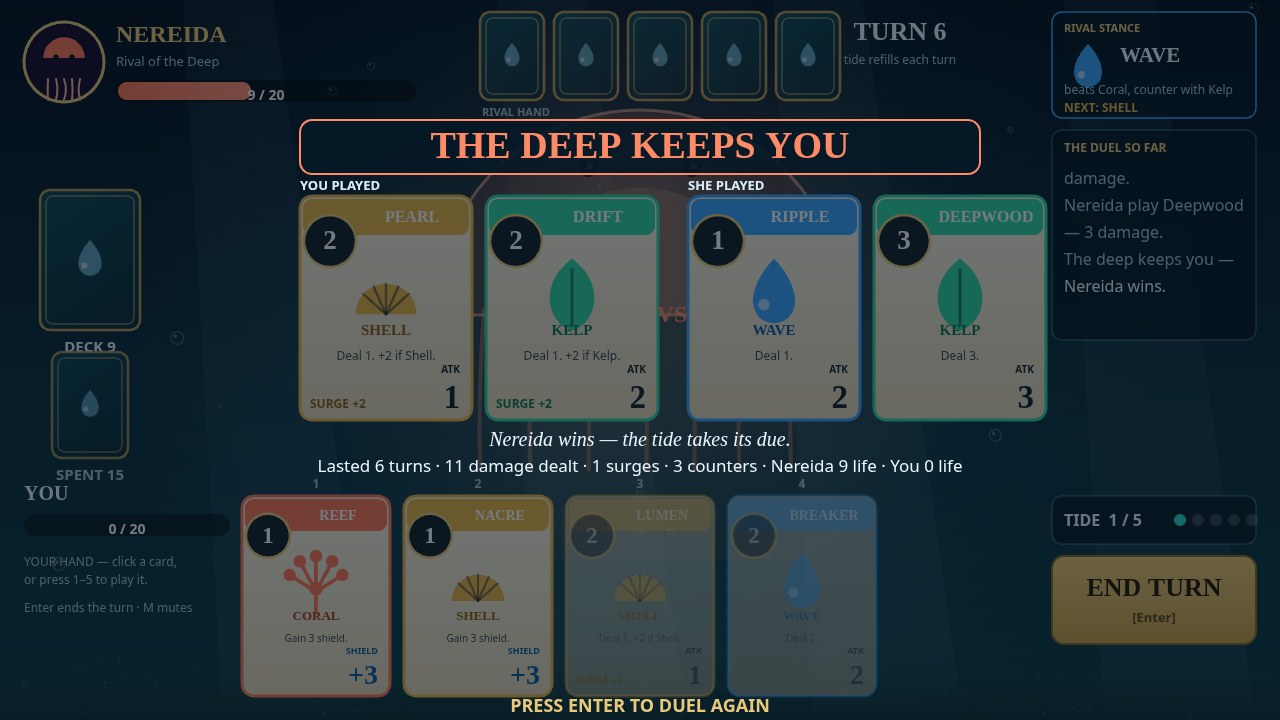 NEREIDA
Rival of the Deep
9 / 20
RIVAL HAND
TURN 6
tide refills each turn
RIVAL STANCE
WAVE
beats Coral, counter with Kelp
NEXT: SHELL
THE DUEL SO FAR
damage.
Nereida play Deepwood
— 3 damage.
The deep keeps you —
Nereida wins.
THE DEEP KEEPS YOU
YOU PLAYED
SHE PLAYED
2
PEARL
SHELL
Deal 1. +2 if Shell.
ATK
SURGE +2
1
2
DRIFT
KELP
Deal 1. +2 if Kelp.
ATK
SURGE +2
2
VS
1
RIPPLE
WAVE
Deal 1.
ATK
2
3
DEEPWOOD
KELP
Deal 3.
ATK
3
DECK 9
SPENT 15
Nereida wins — the tide takes its due.
Lasted 6 turns · 11 damage dealt · 1 surges · 3 counters · Nereida 9 life · You 0 life
YOU
0 / 20
YOUR HAND — click a card,
or press 1–5 to play it.
Enter ends the turn · M mutes
1
1
REEF
CORAL
Gain 3 shield.
SHIELD
+3
2
1
NACRE
SHELL
Gain 3 shield.
SHIELD
+3
3
2
LUMEN
SHELL
Deal 1. +2 if Shell.
ATK
SURGE +2
1
4
2
BREAKER
WAVE
Deal 2.
ATK
2
TIDE 1 / 5
END TURN
[Enter]
PRESS ENTER TO DUEL AGAIN